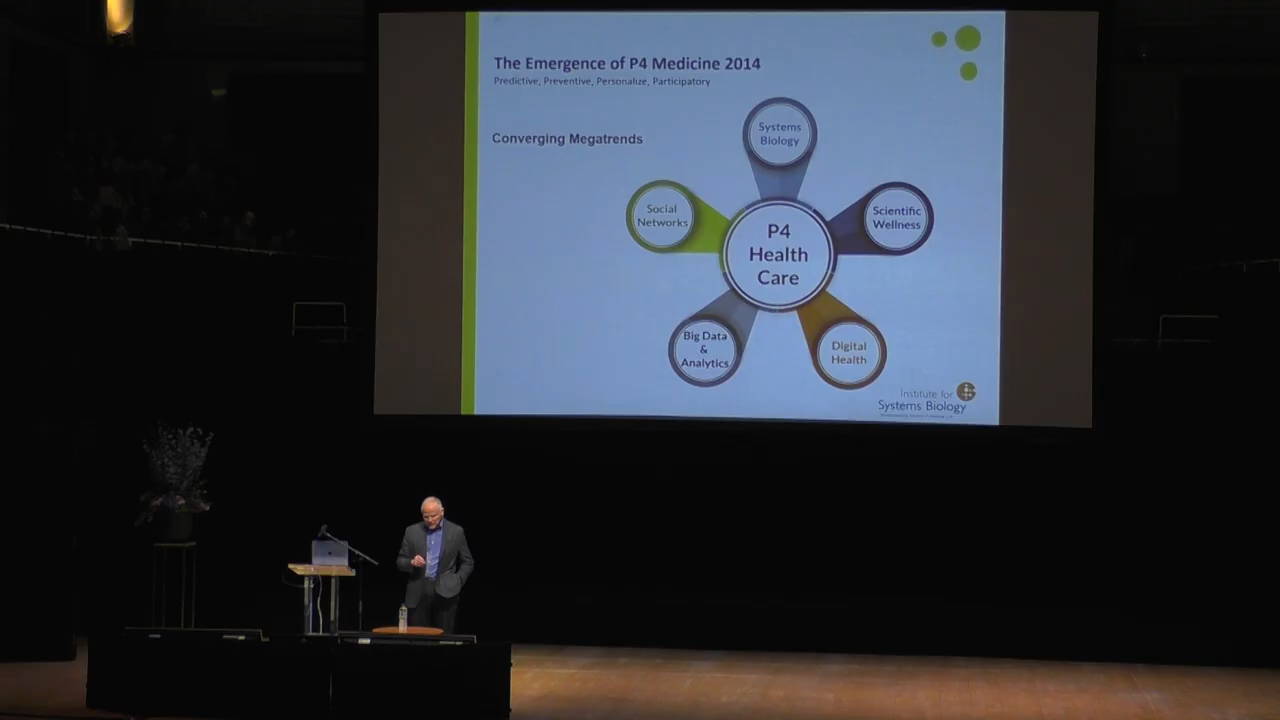 The Emergence of P4 Medicine 2014
Predictive, Preventive, Personalize, Participatory
Converging Megatrends
Systems
Biology
Social
Networks
Scientific
Wellness
P4
Health
Care
Big Data
&
Analytics
Digital
Health
Institute for
Systems Biology